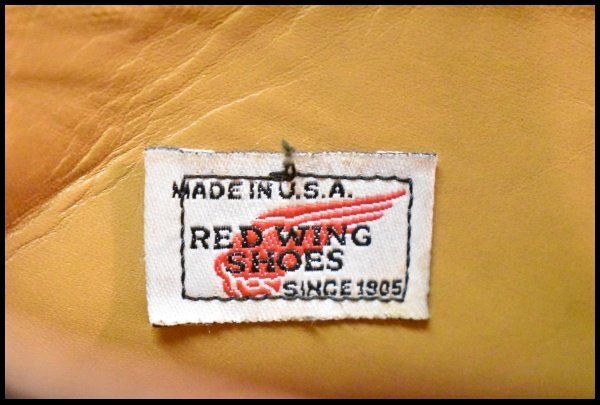 MADE IN U.S.A.
RED WING
SHOES
SINCE 1905